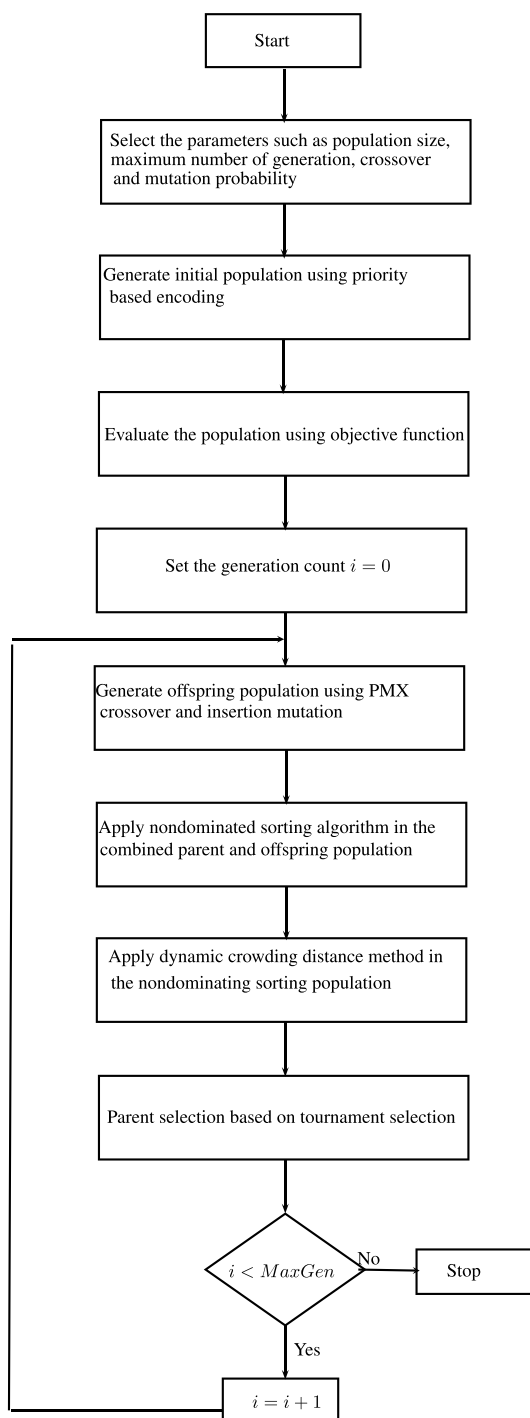 Start
Select the parameters such as population size,
maximum number of generation, crossover
and mutation probability
Generate initial population using priority
based encoding
Evaluate the population using objective function
Set the generation count i = 0
Generate offspring population using PMX
crossover and insertion mutation
Apply nondominated sorting algorithm in the
combined parent and offspring population
Apply dynamic crowding distance method in
the nondominating sorting population
Parent selection based on tournament selection
i < MaxGen
No
Stop
Yes
i = i + 1